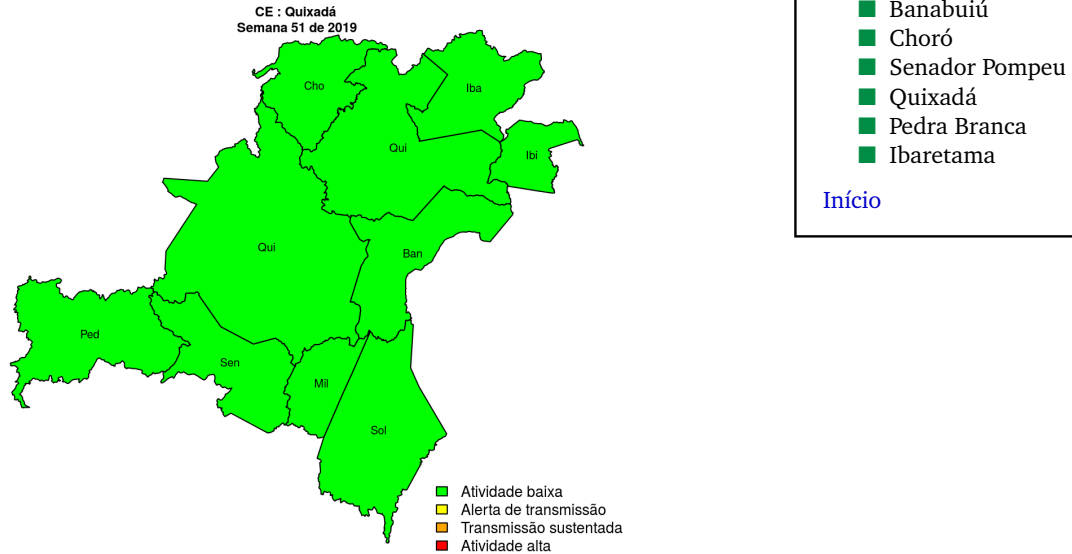 CE : Quixadá
Semana 51 de 2019
Cho
Iba
Qui
Ibi
Qui
Ban
Ped
Sen
Mil
Sol
Atividade baixa
Alerta de transmissão
Transmissão sustentada
Atividade alta
Banabuiú
Choró
Senador Pompeu
Quixadá
Pedra Branca
Ibaretama
Início